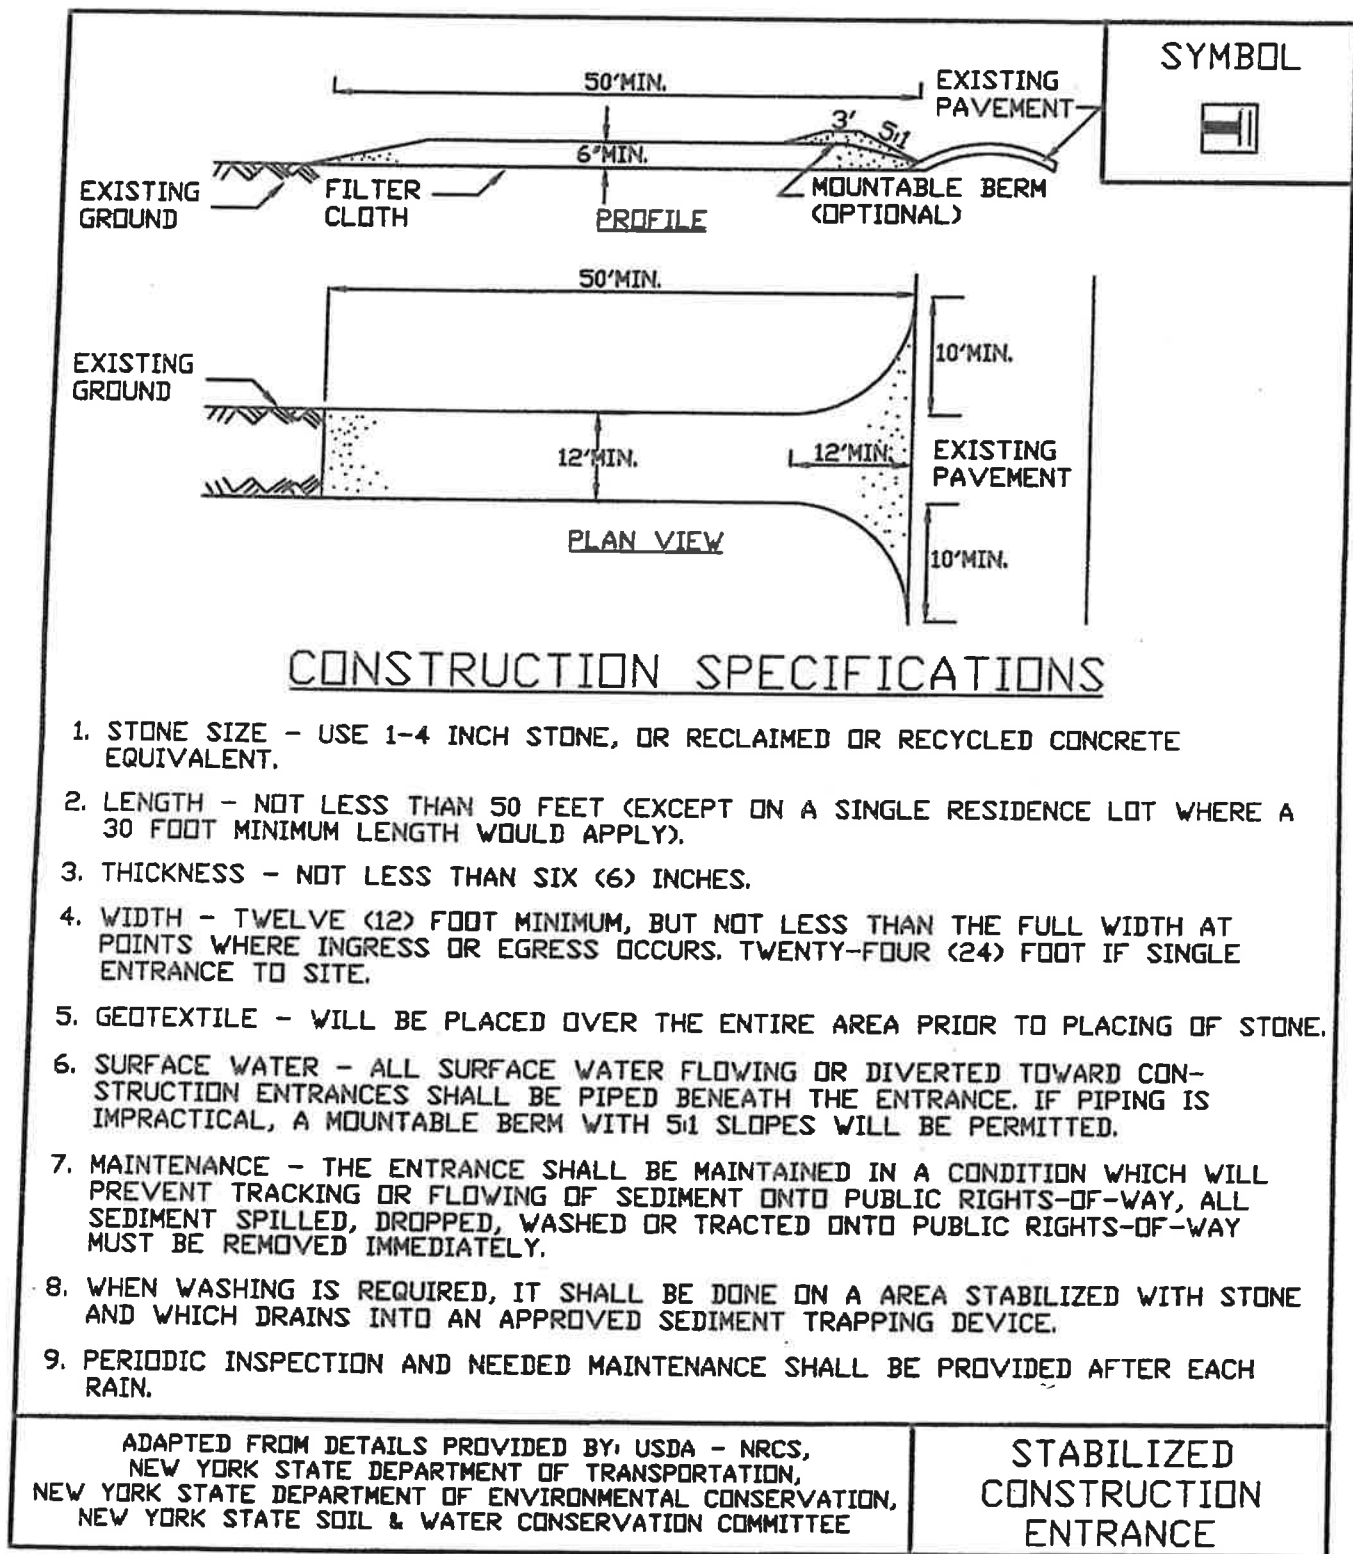 SYMBOL
50'MIN.
EXISTING
PAVEMENT
3'
5:1
6"MIN.
EXISTING
GROUND
FILTER
CLOTH
PROFILE
MOUNTABLE BERM
(OPTIONAL)
50'MIN.
EXISTING
GROUND
10'MIN.
12'MIN.
12'MIN.
EXISTING
PAVEMENT
PLAN VIEW
10'MIN.
CONSTRUCTION SPECIFICATIONS
1. STONE SIZE - USE 1-4 INCH STONE, OR RECLAIMED OR RECYCLED CONCRETE
EQUIVALENT.
2. LENGTH - NOT LESS THAN 50 FEET (EXCEPT ON A SINGLE RESIDENCE LOT WHERE A
30 FOOT MINIMUM LENGTH WOULD APPLY).
3. THICKNESS - NOT LESS THAN SIX (6) INCHES.
4. WIDTH - TWELVE (12) FOOT MINIMUM, BUT NOT LESS THAN THE FULL WIDTH AT
POINTS WHERE INGRESS OR EGRESS OCCURS. TWENTY-FOUR (24) FOOT IF SINGLE
ENTRANCE TO SITE.
5. GEOTEXTILE - WILL BE PLACED OVER THE ENTIRE AREA PRIOR TO PLACING OF STONE.
6. SURFACE WATER - ALL SURFACE WATER FLOWING OR DIVERTED TOWARD CON-
STRUCTION ENTRANCES SHALL BE PIPED BENEATH THE ENTRANCE. IF PIPING IS
IMPRACTICAL, A MOUNTABLE BERM WITH 5:1 SLOPES WILL BE PERMITTED.
7. MAINTENANCE - THE ENTRANCE SHALL BE MAINTAINED IN A CONDITION WHICH WILL
PREVENT TRACKING OR FLOWING OF SEDIMENT ONTO PUBLIC RIGHTS-OF-WAY, ALL
SEDIMENT SPILLED, DROPPED, WASHED OR TRACTED ONTO PUBLIC RIGHTS-OF-WAY
MUST BE REMOVED IMMEDIATELY.
8. WHEN WASHING IS REQUIRED, IT SHALL BE DONE ON A AREA STABILIZED WITH STONE
AND WHICH DRAINS INTO AN APPROVED SEDIMENT TRAPPING DEVICE.
9. PERIODIC INSPECTION AND NEEDED MAINTENANCE SHALL BE PROVIDED AFTER EACH
RAIN.
ADAPTED FROM DETAILS PROVIDED BY: USDA - NRCS,
NEW YORK STATE DEPARTMENT OF TRANSPORTATION,
NEW YORK STATE DEPARTMENT OF ENVIRONMENTAL CONSERVATION,
NEW YORK STATE SOIL & WATER CONSERVATION COMMITTEE
STABILIZED
CONSTRUCTION
ENTRANCE